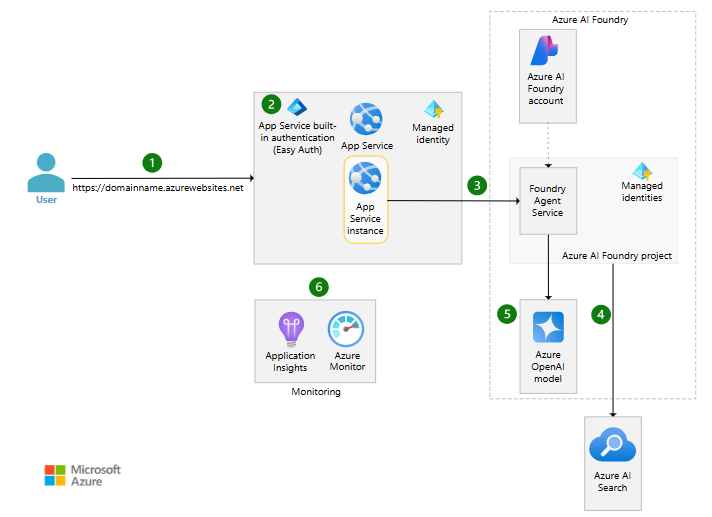 Azure AI Foundry
Azure AI
Foundry
account
2
App Service built-
in authentication
(Easy Auth)
App Service
Managed
identity
1
User
https://domainname.azurewebsites.net
App
Service
instance
3
Foundry
Agent
Service
Managed
identities
Azure AI Foundry project
6
Application
Insights
Azure
Monitor
Monitoring
5
4
Azure
OpenAI
model
Azure AI
Search
Microsoft
Azure